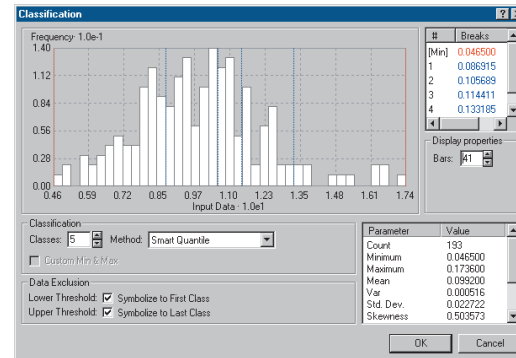 Classification
Frequency· 1.0e-1
1.40
1.12
0.84
0.56
0.28
0.00
0.46 0.59 0.72 0.85 0.97 1.10 1.23 1.35 1.48 1.61 1.74
Input Data · 1.0e1
# Breaks
[Min] 0.046500
1 0.086915
2 0.105689
3 0.114411
4 0.133185
Display properties
Bars: 41
Classification
Classes: 5 Method: Smart Quantile
Custom Min & Max
Data Exclusion
Lower Threshold: Symbolize to First Class
Upper Threshold: Symbolize to Last Class
Parameter Value
Count 193
Minimum 0.046500
Maximum 0.173600
Mean 0.099200
Var 0.000516
Std. Dev. 0.022722
Skewness 0.503573
OK Cancel